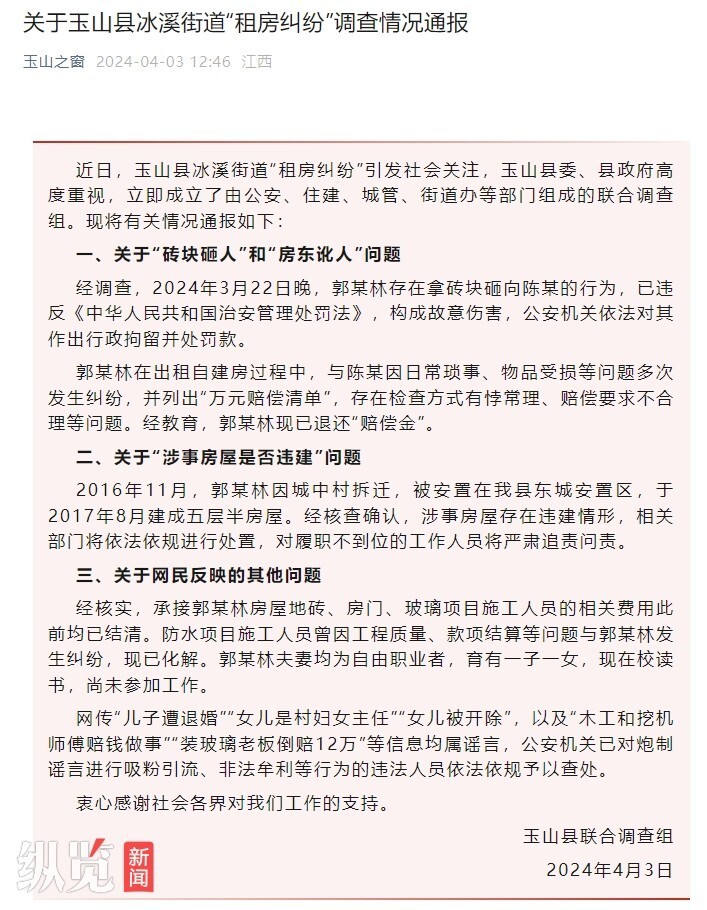 关于玉山县冰溪街道“租房纠纷”调查情况通报
玉山之窗 2024-04-03 12:46 江西
近日，玉山县冰溪街道“租房纠纷”引发社会关注，玉山县委、县政府高
度重视，立即成立了由公安、住建、城管、街道办等部门组成的联合调查
组。现将有关情况通报如下：
一、关于“砖块砸人”和“房东讹人”问题
经调查，2024年3月22日晚，郭某林存在拿砖块砸向陈某的行为，已违
反《中华人民共和国治安管理处罚法》，构成故意伤害，公安机关依法对其
作出行政拘留并处罚款。
郭某林在出租自建房过程中，与陈某因日常琐事、物品受损等问题多次
发生纠纷，并列出“万元赔偿清单”，存在检查方式有悖常理、赔偿要求不合
理等问题。经教育，郭某林现已退还“赔偿金”。
二、关于“涉事房屋是否违建”问题
2016年11月，郭某林因城中村拆迁，被安置在我县东城安置区，于
2017年8月建成五层半房屋。经核查确认，涉事房屋存在违建情形，相关
部门将依法依规进行处置，对履职不到位的工作人员将严肃追责问责。
三、关于网民反映的其他问题
经核实，承接郭某林房屋地砖、房门、玻璃项目施工人员的相关费用此
前均已结清。防水项目施工人员曾因工程质量、款项结算等问题与郭某林发
生纠纷，现已化解。郭某林夫妻均为自由职业者，育有一子一女，现在校读
书，尚未参加工作。
网传“儿子遭退婚”“女儿是村妇女主任”“女儿被开除”，以及“木工和挖机
师傅赔钱做事”“装玻璃老板倒赔12万”等信息均属谣言，公安机关已对炮制
谣言进行吸粉引流、非法牟利等行为的违法人员依法依规予以查处。
衷心感谢社会各界对我们工作的支持。
玉山县联合调查组
2024年4月3日
纵览新闻